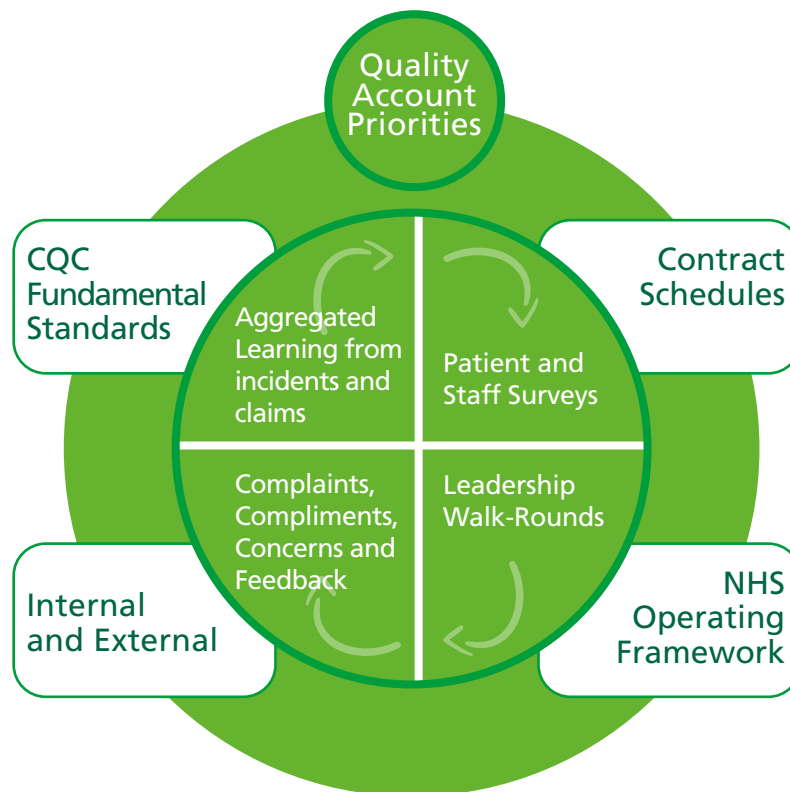 Quality
Account
Priorities
CQC
Fundamental
Standards
Contract
Schedules
Aggregated
Learning from
incidents and
claims
Patient and
Staff Surveys
Complaints,
Compliments,
Concerns and
Feedback
Leadership
Walk-Rounds
Internal
and External
NHS
Operating
Framework